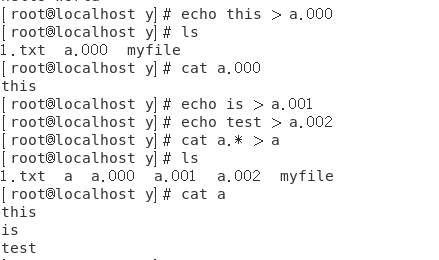 [root@localhost y]# echo this > a.000
[root@localhost y]# ls
1.txt  a.000  myfile
[root@localhost y]# cat a.000
this
[root@localhost y]# echo is > a.001
[root@localhost y]# echo test > a.002
[root@localhost y]# cat a.* > a
[root@localhost y]# ls
1.txt  a  a.000  a.001  a.002  myfile
[root@localhost y]# cat a
this
is
test